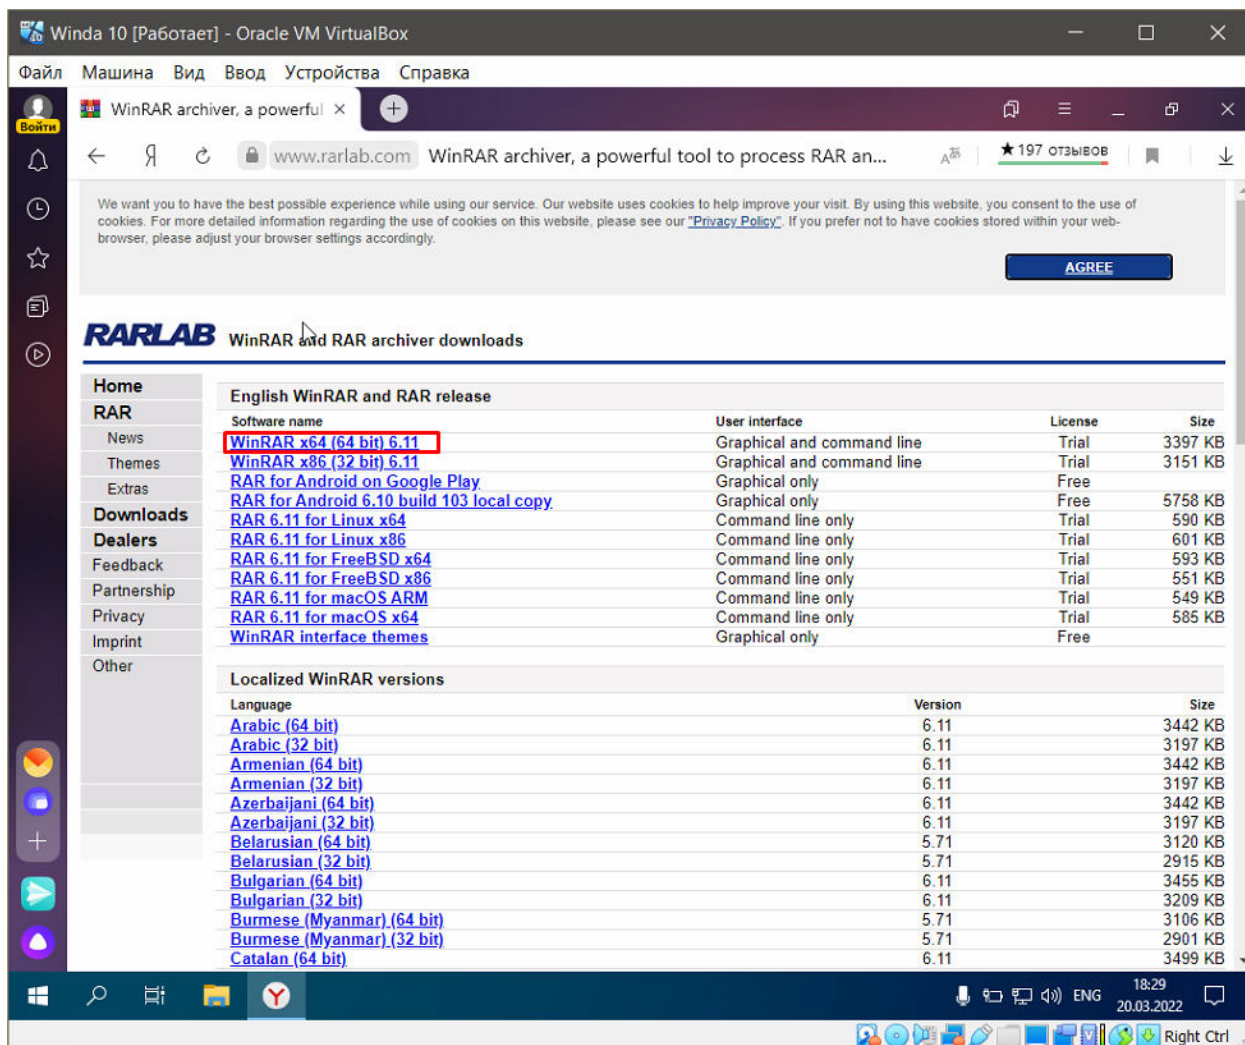 Winda 10 [Работает] - Oracle VM VirtualBox
Файл Машина Вид Ввод Устройства Справка
Войти
WinRAR archiver, a powerful
www.rarlab.com WinRAR archiver, a powerful tool to process RAR an... ★197 отзывов
We want you to have the best possible experience while using our service. Our website uses cookies to help improve your visit. By using this website, you consent to the use of
cookies. For more detailed information regarding the use of cookies on this website, please see our "Privacy Policy". If you prefer not to have cookies stored within your web-
browser, please adjust your browser settings accordingly.
AGREE
RARLAB WinRAR and RAR archiver downloads
Home
RAR
News
Themes
Extras
Downloads
Dealers
Feedback
Partnership
Privacy
Imprint
Other
English WinRAR and RAR release
Software name User interface License Size
WinRAR x64 (64 bit) 6.11 Graphical and command line Trial 3397 KB
WinRAR x86 (32 bit) 6.11 Graphical and command line Trial 3151 KB
RAR for Android on Google Play Graphical only Free
RAR for Android 6.10 build 103 local copy Graphical only Free 5758 KB
RAR 6.11 for Linux x64 Command line only Trial 590 KB
RAR 6.11 for Linux x86 Command line only Trial 601 KB
RAR 6.11 for FreeBSD x64 Command line only Trial 593 KB
RAR 6.11 for FreeBSD x86 Command line only Trial 551 KB
RAR 6.11 for macOS ARM Command line only Trial 549 KB
RAR 6.11 for macOS x64 Command line only Trial 585 KB
WinRAR interface themes Graphical only Free
Localized WinRAR versions
Language Version Size
Arabic (64 bit) 6.11 3442 KB
Arabic (32 bit) 6.11 3197 KB
Armenian (64 bit) 6.11 3442 KB
Armenian (32 bit) 6.11 3197 KB
Azerbaijani (64 bit) 6.11 3442 KB
Azerbaijani (32 bit) 6.11 3197 KB
Belarusian (64 bit) 5.71 3120 KB
Belarusian (32 bit) 5.71 2915 KB
Bulgarian (64 bit) 6.11 3455 KB
Bulgarian (32 bit) 6.11 3209 KB
Burmese (Myanmar) (64 bit) 5.71 3106 KB
Burmese (Myanmar) (32 bit) 5.71 2901 KB
Catalan (64 bit) 6.11 3499 KB
ENG 18:29
20.03.2022
Right Ctrl